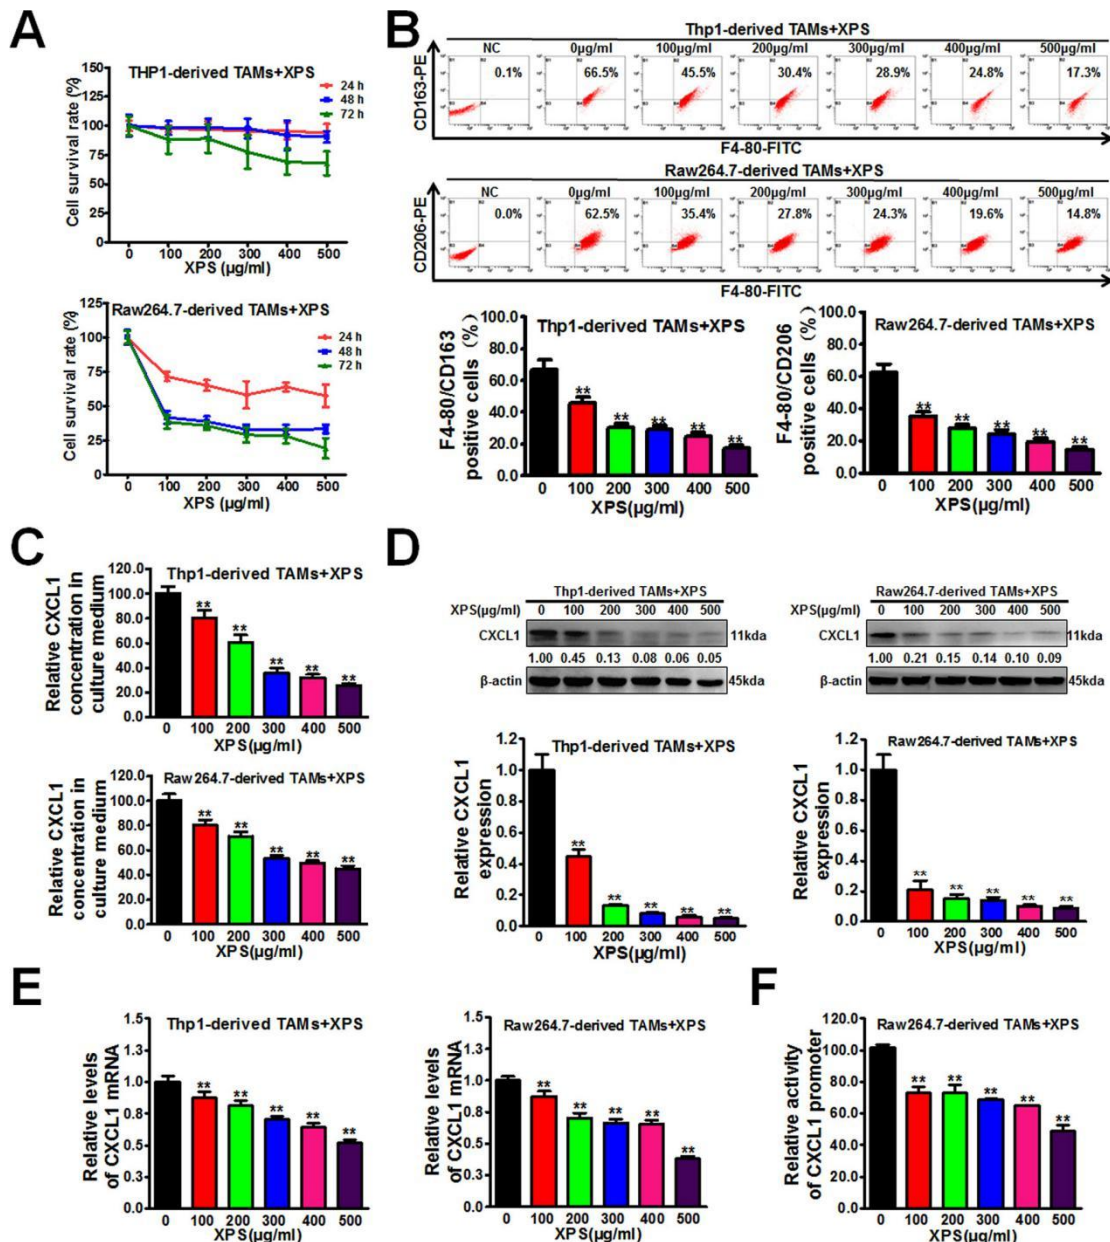 A
THP1-derived TAMs+XPS
24 h
48 h
72 h
Cell survival rate (%)
150
125
100
75
50
25
0
0 100 200 300 400 500
XPS (µg/ml)
Raw264.7-derived TAMs+XPS
24 h
48 h
72 h
Cell survival rate (%)
125
100
75
50
25
0
0 100 200 300 400 500
XPS (µg/ml)
B
Thp1-derived TAMs+XPS
NC 0µg/ml 100µg/ml 200µg/ml 300µg/ml 400µg/ml 500µg/ml
0.1% 66.5% 45.5% 30.4% 28.9% 24.8% 17.3%
CD163-PE
F4-80-FITC
Raw264.7-derived TAMs+XPS
NC 0µg/ml 100µg/ml 200µg/ml 300µg/ml 400µg/ml 500µg/ml
0.0% 62.5% 35.4% 27.8% 24.3% 19.6% 14.8%
CD206-PE
F4-80-FITC
Thp1-derived TAMs+XPS
F4-80/CD163
positive cells (%)
100.0
80.0
60.0
40.0
20.0
0.0
** ** ** ** **
0 100 200 300 400 500
XPS(µg/ml)
Raw264.7-derived TAMs+XPS
F4-80/CD206
positive cells (%)
100.0
80.0
60.0
40.0
20.0
0.0
** ** ** ** **
0 100 200 300 400 500
XPS(µg/ml)
C
Thp1-derived TAMs+XPS
Relative CXCL1
concentration in
culture medium
120.0
100.0
80.0
60.0
40.0
20.0
0.0
** ** ** ** **
0 100 200 300 400 500
XPS(µg/ml)
Raw264.7-derived TAMs+XPS
Relative CXCL1
concentration in
culture medium
120.0
100.0
80.0
60.0
40.0
20.0
0.0
** ** ** ** **
0 100 200 300 400 500
XPS(µg/ml)
D
Thp1-derived TAMs+XPS
XPS(µg/ml) 0 100 200 300 400 500
CXCL1 11kda
1.00 0.45 0.13 0.08 0.06 0.05
β-actin 45kda
Raw264.7-derived TAMs+XPS
XPS(µg/ml) 0 100 200 300 400 500
CXCL1 11kda
1.00 0.21 0.15 0.14 0.10 0.09
β-actin 45kda
Thp1-derived TAMs+XPS
Relative CXCL1
expression
1.2
1.0
0.8
0.6
0.4
0.2
0.0
** ** ** ** **
0 100 200 300 400 500
XPS(µg/ml)
Raw264.7-derived TAMs+XPS
Relative CXCL1
expression
1.2
1.0
0.8
0.6
0.4
0.2
0.0
** ** ** ** **
0 100 200 300 400 500
XPS(µg/ml)
E
Thp1-derived TAMs+XPS
Relative levels
of CXCL1 mRNA
1.5
1.3
1.0
0.8
0.5
0.3
0.0
** ** ** ** **
0 100 200 300 400 500
XPS(µg/ml)
Raw264.7-derived TAMs+XPS
Relative levels
of CXCL1 mRNA
1.5
1.3
1.0
0.8
0.5
0.3
0.0
** ** ** ** **
0 100 200 300 400 500
XPS(µg/ml)
F
Raw264.7-derived TAMs+XPS
Relative activity
of CXCL1 promoter
120.0
100.0
80.0
60.0
40.0
20.0
0.0
** ** ** ** **
0 100 200 300 400 500
XPS(µg/ml)